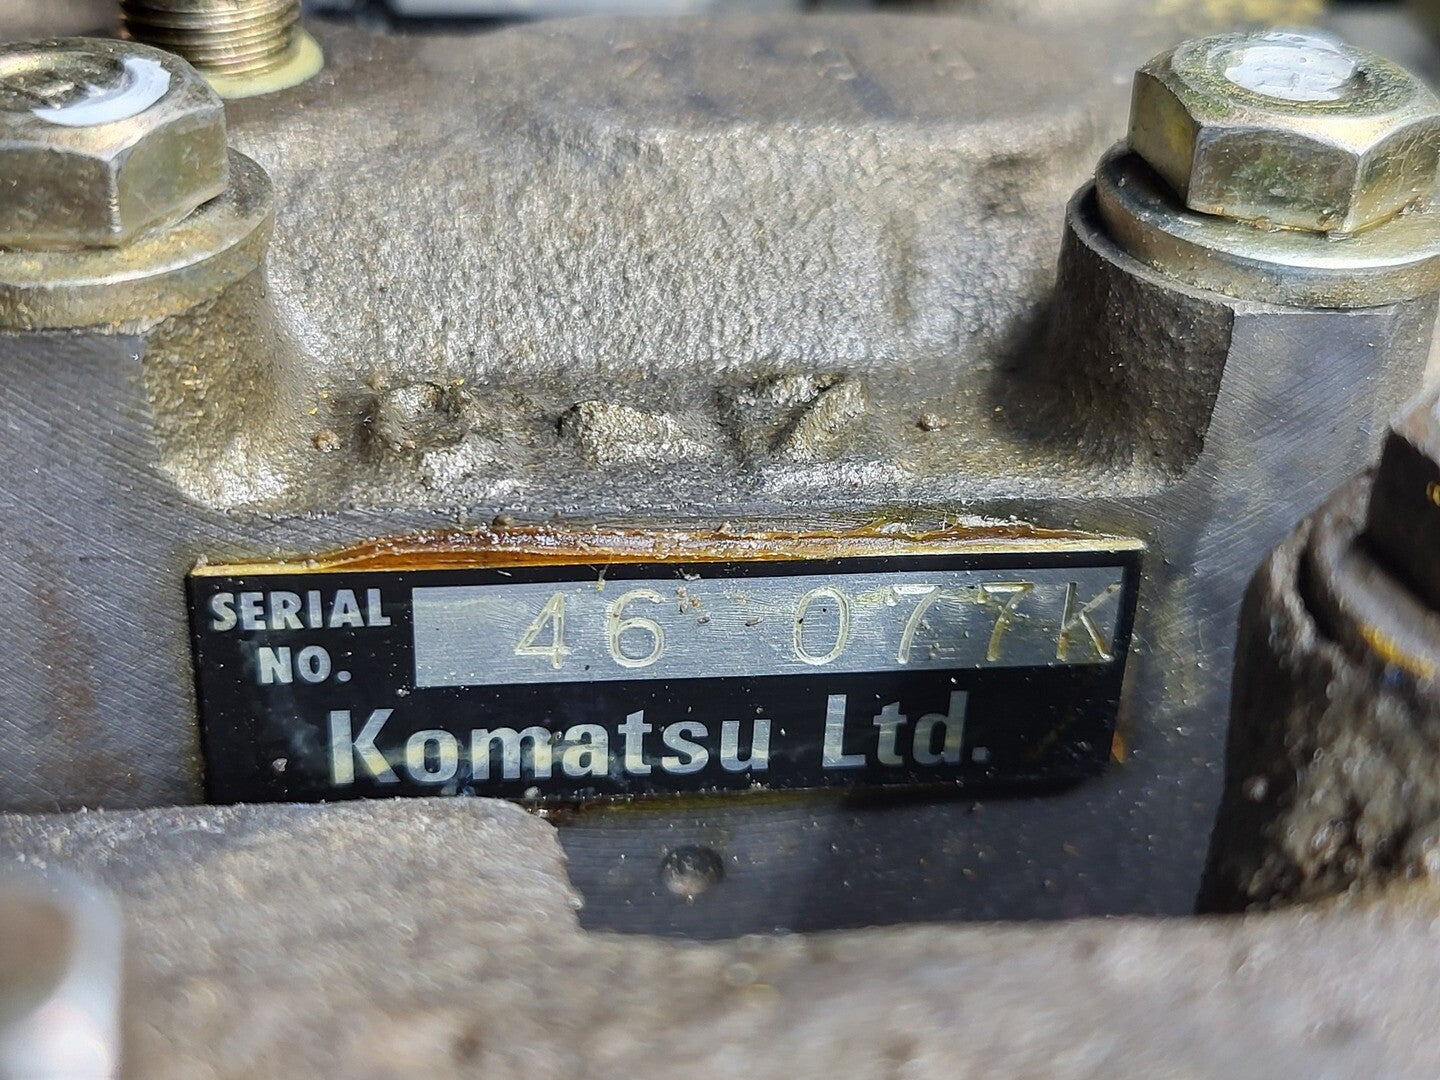 SERIAL NO.
46 077K
Komatsu Ltd.